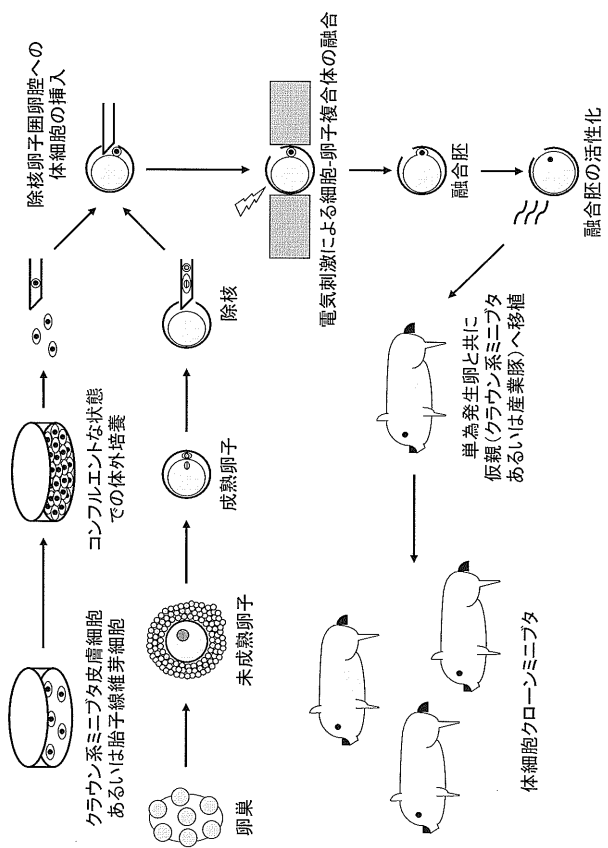 クラウン系ミニブタ皮膚細胞
あるいは胎子線維芽細胞
コンフルエントな状態
での体外培養
卵巣
未成熟卵子
成熟卵子
除核
除核卵子囲卵腔への
体細胞の挿入
電気刺激による細胞-卵子複合体の融合
融合胚
融合胚の活性化
単為発生卵と共に
仮親(クラウン系ミニブタ
あるいは産業豚)へ移植
体細胞クローンミニブタ